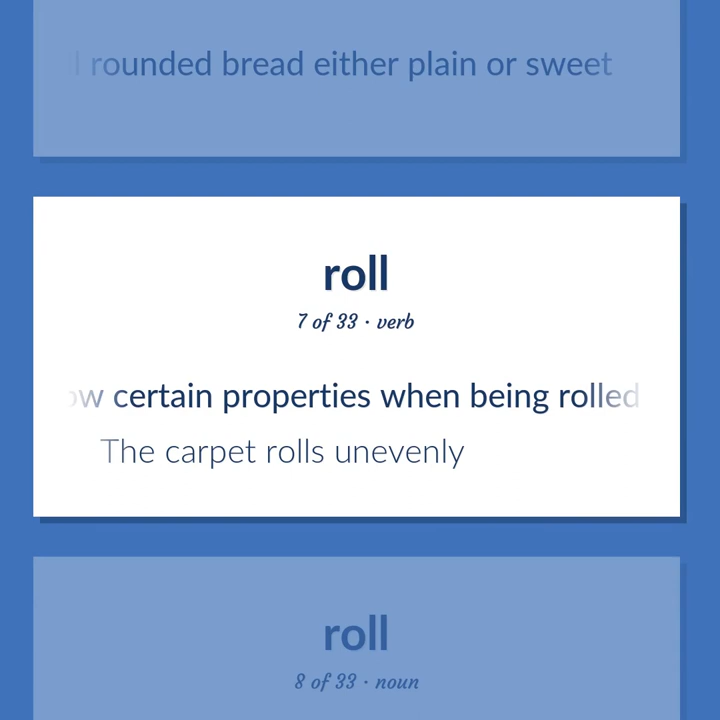 rounded bread either plain or sweet
roll
7 of 33 · verb
certain properties when being rolled
The carpet rolls unevenly
roll
8 of 33 · noun